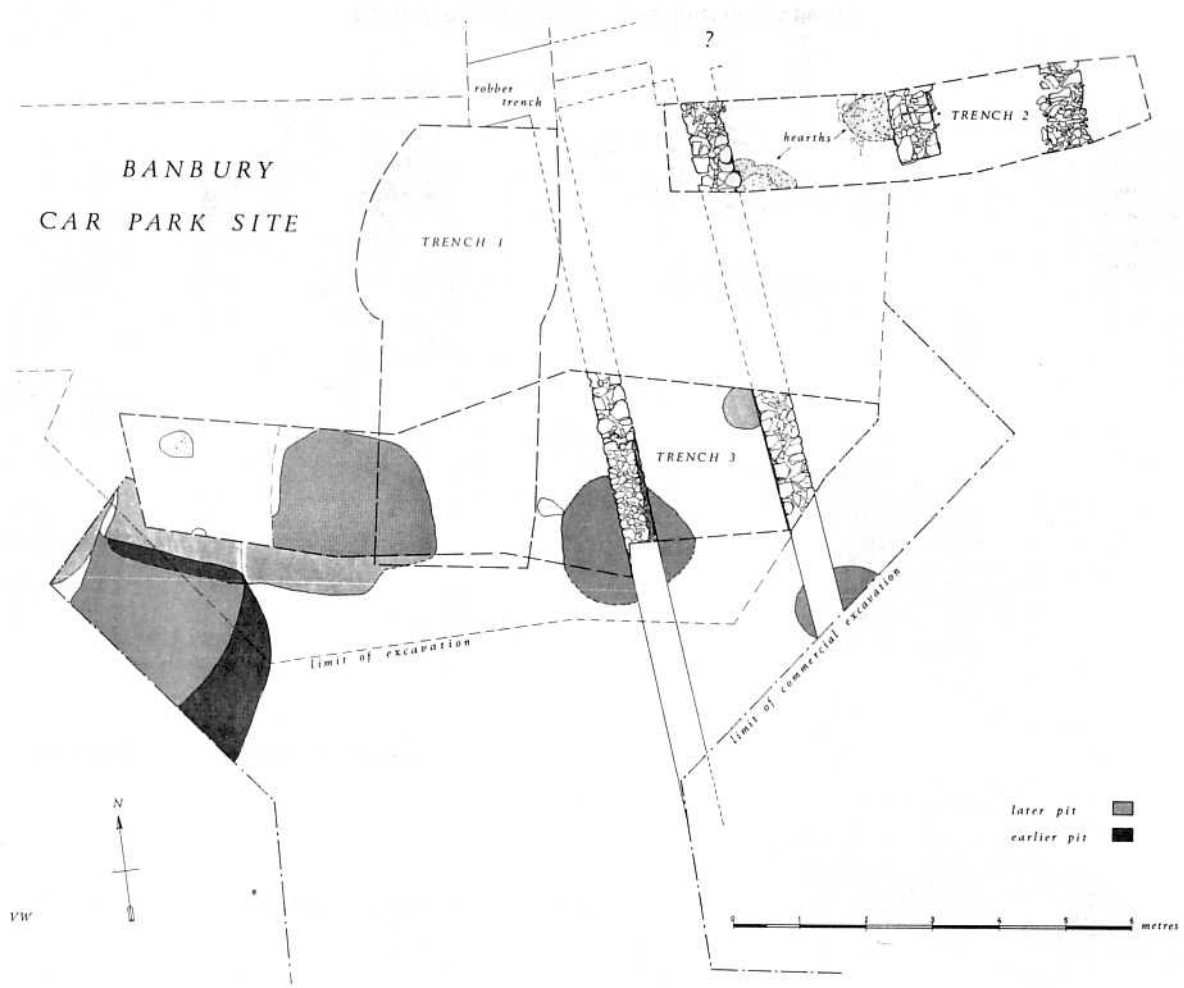 ?
robber
trench
TRENCH 2
hearths
BANBURY
CAR PARK SITE
TRENCH 1
TRENCH 3
limit of excavation
limit of commercial excavation
N
later pit
earlier pit
VW
0 1 2 3 4 5 6 metres